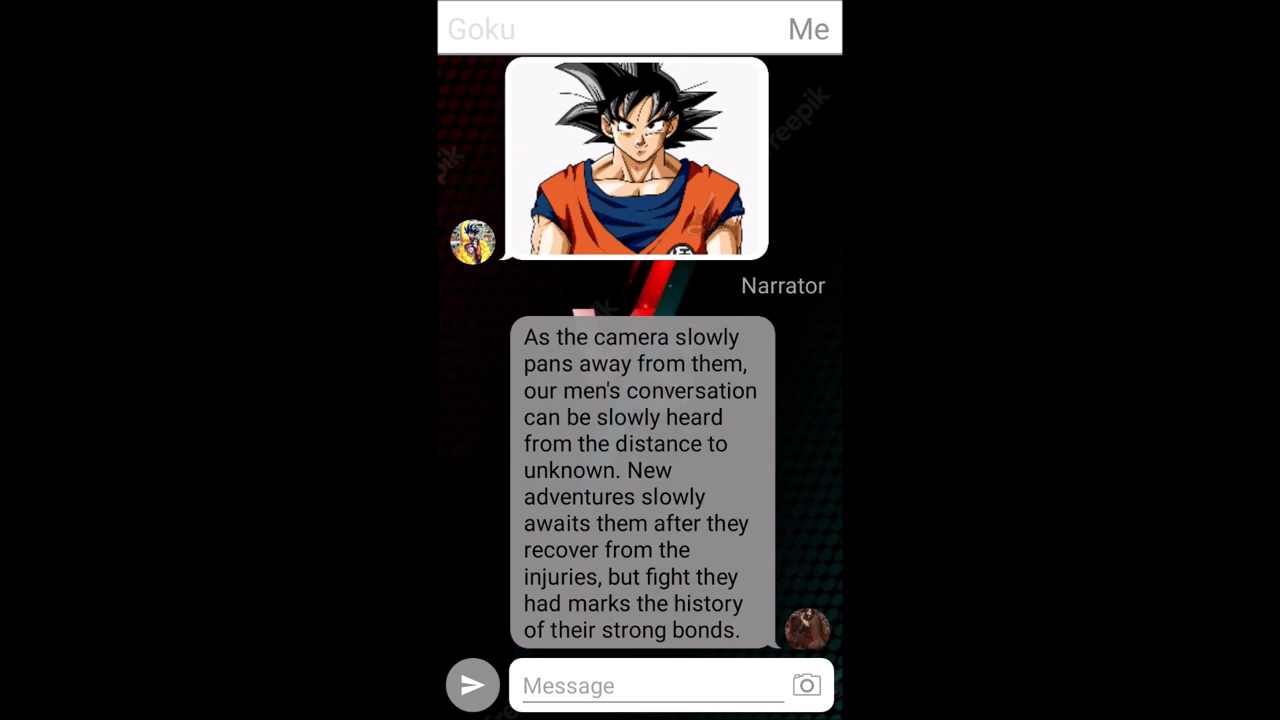 Goku
Me
Narrator
As the camera slowly
pans away from them,
our men's conversation
can be slowly heard
from the distance to
unknown. New
adventures slowly
awaits them after they
recover from the
injuries, but fight they
had marks the history
of their strong bonds.
Message